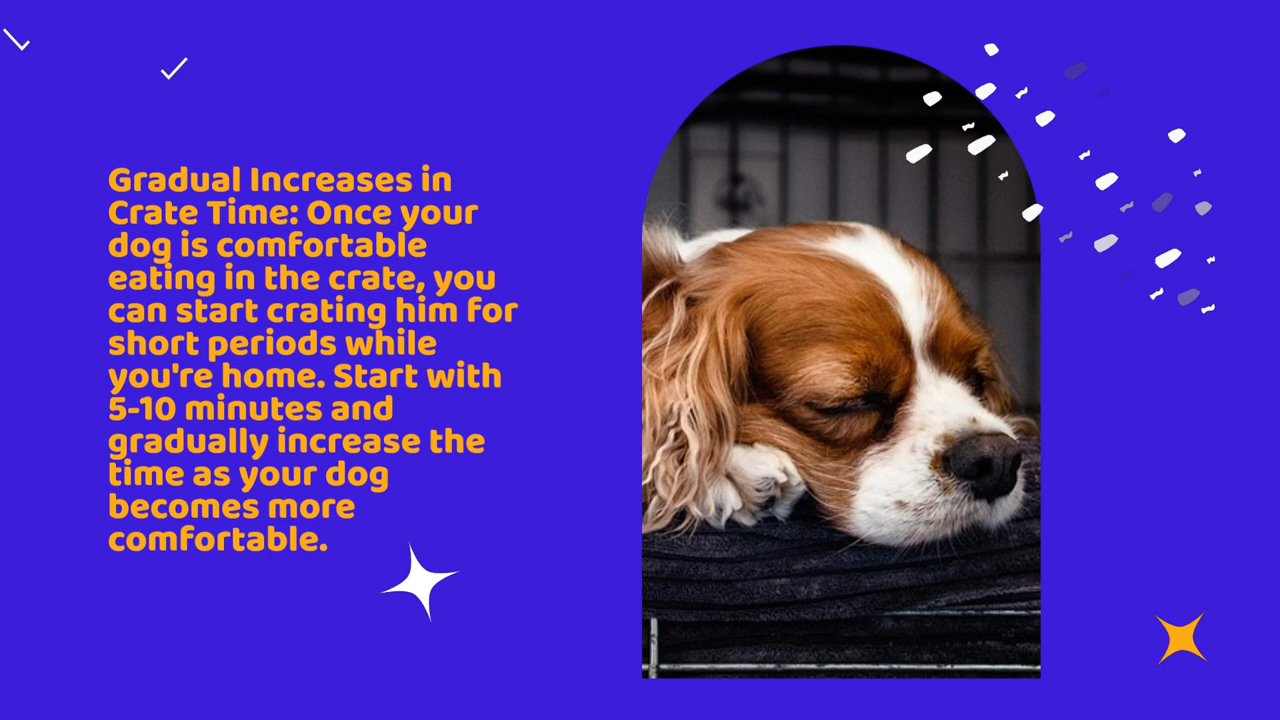 Gradual Increases in
Crate Time: Once your
dog is comfortable
eating in the crate, you
can start crating him for
short periods while
you're home. Start with
5-10 minutes and
gradually increase the
time as your dog
becomes more
comfortable.